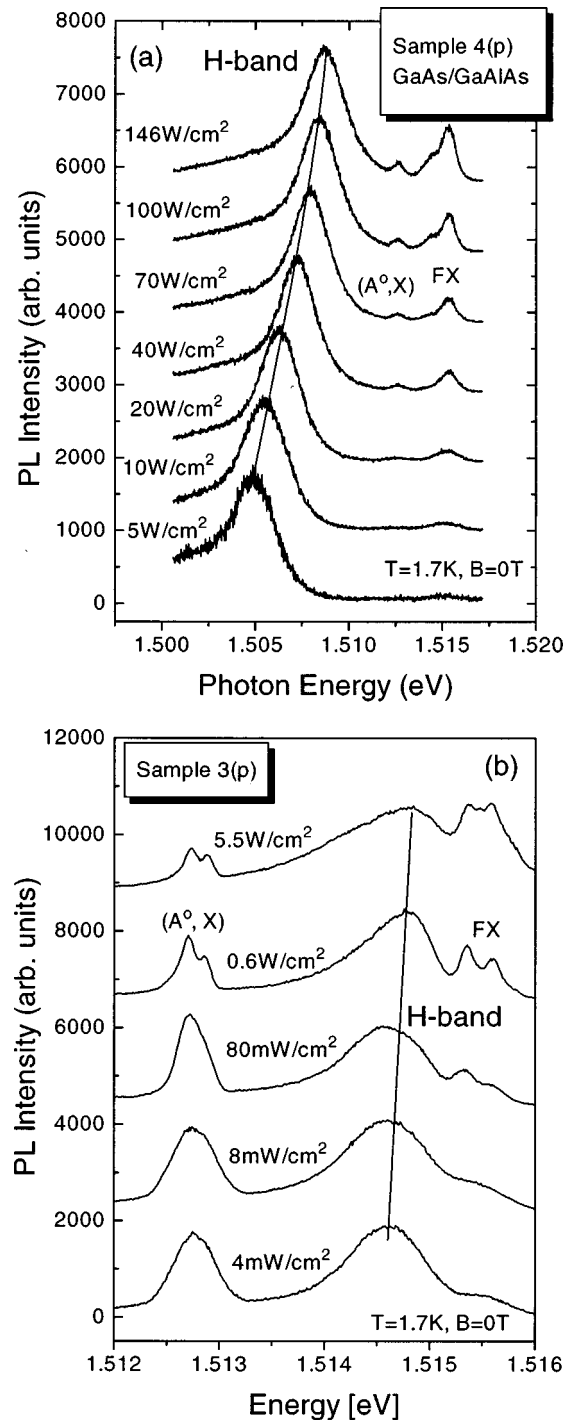 (a)
H-band
Sample 4(p)
GaAs/GaAlAs
8000
7000
6000
5000
4000
3000
2000
1000
0
PL Intensity (arb. units)
146W/cm²
100W/cm²
70W/cm²
40W/cm²
20W/cm²
10W/cm²
5W/cm²
(A°,X)
FX
T=1.7K, B=0T
1.500 1.505 1.510 1.515 1.520
Photon Energy (eV)
Sample 3(p)
(b)
12000
10000
8000
6000
4000
2000
0
PL Intensity (arb. units)
5.5W/cm²
(A°, X)
FX
0.6W/cm²
H-band
80mW/cm²
8mW/cm²
4mW/cm²
T=1.7K, B=0T
1.512 1.513 1.514 1.515 1.516
Energy [eV]